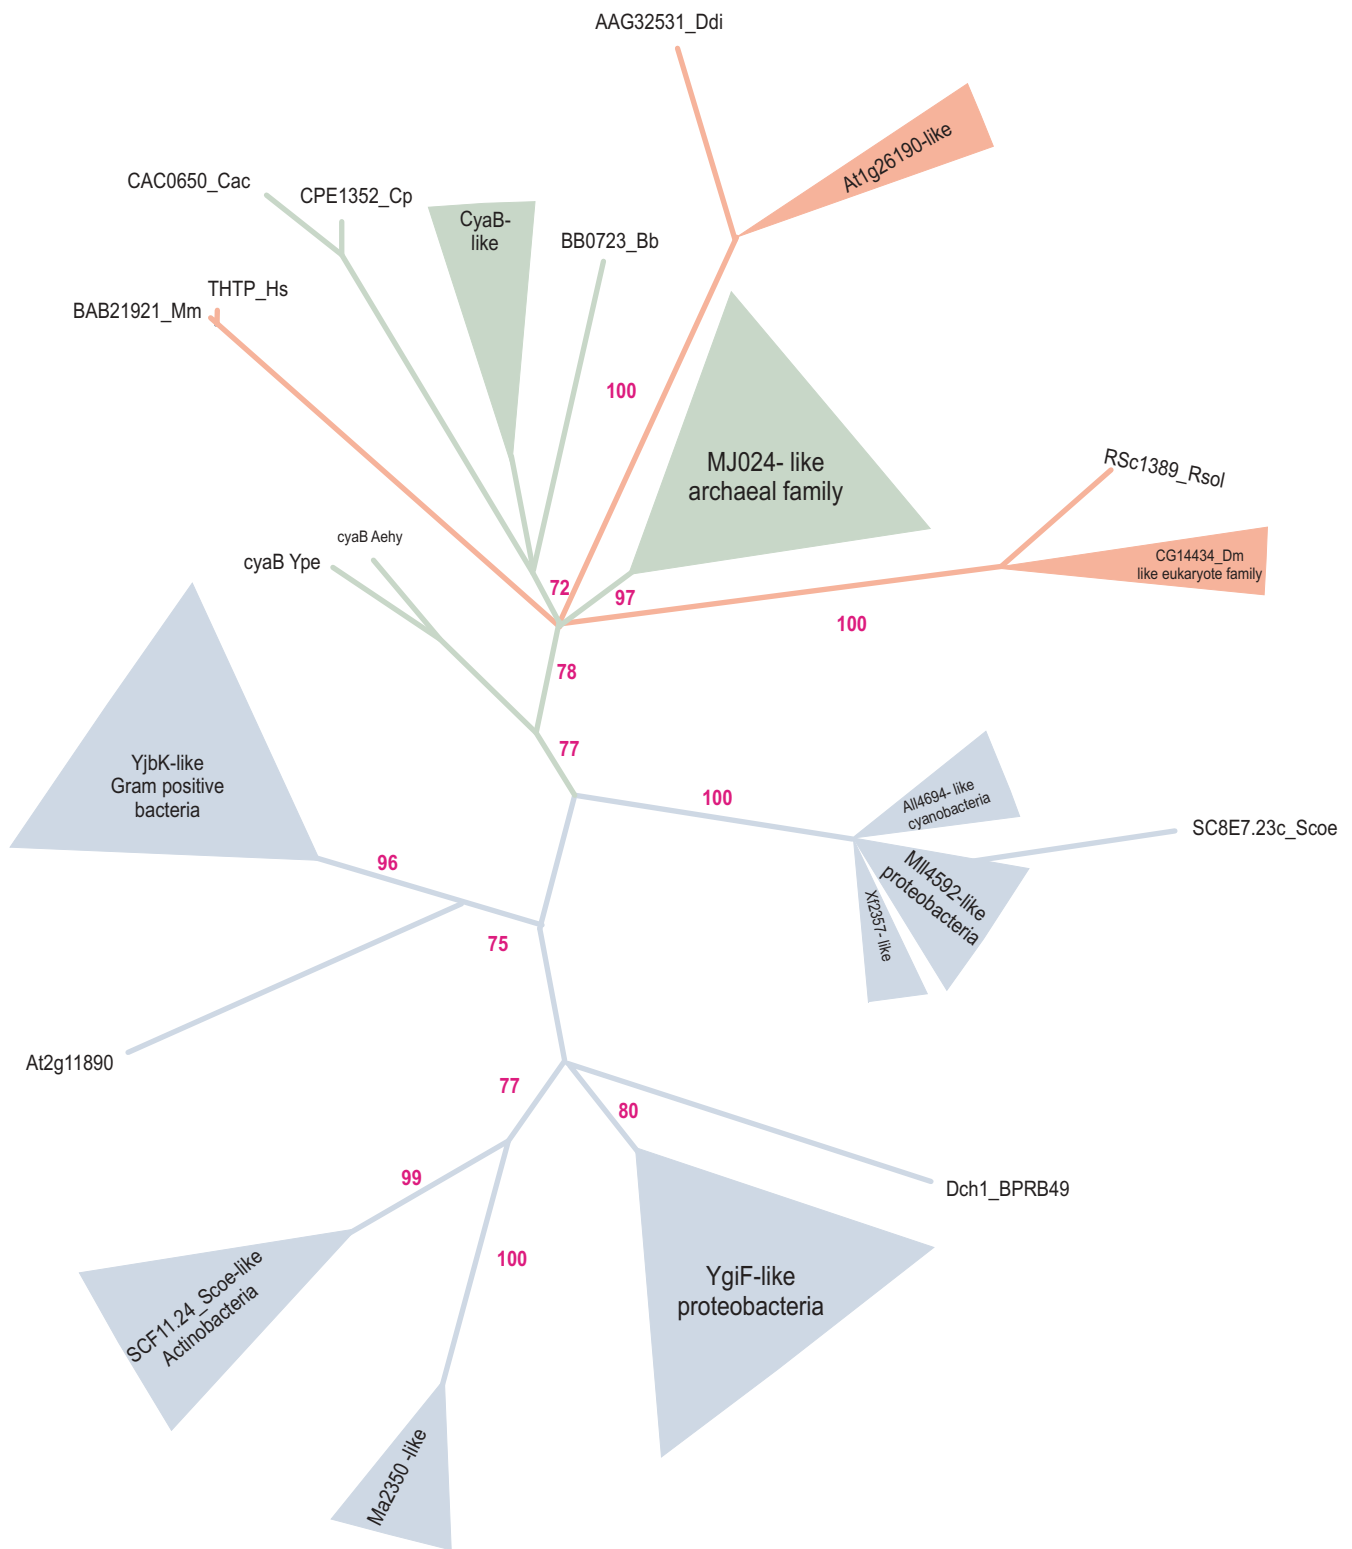 AAG32531_Ddi
At1g26190-like
CAC0650_Cac
CPE1352_Cp
CyaB-
like
BB0723_Bb
THTP_Hs
BAB21921_Mm
100
MJ024- like
archaeal family
RSc1389_Rsol
cyaB Aehy
cyaB Ype
CG14434_Dm
like eukaryote family
72
97
100
78
77
YjbK-like
Gram positive
bacteria
100
All4694- like
cyanobacteria
SC8E7.23c_Scoe
Mll4592-like
proteobacteria
Xf2357- like
96
75
At2g11890
77
80
99
Dch1_BPRB49
100
YgiF-like
proteobacteria
SCF11.24_Scoe-like
Actinobacteria
Ma2350 -like